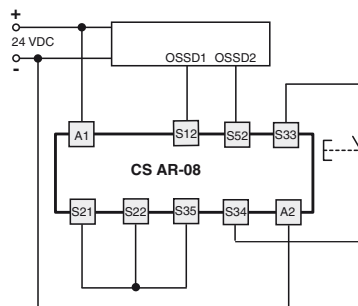 +
24 VDC
-
OSSD1 OSSD2
A1 S12 S52 S33
CS AR-08
S21 S22 S35 S34 A2